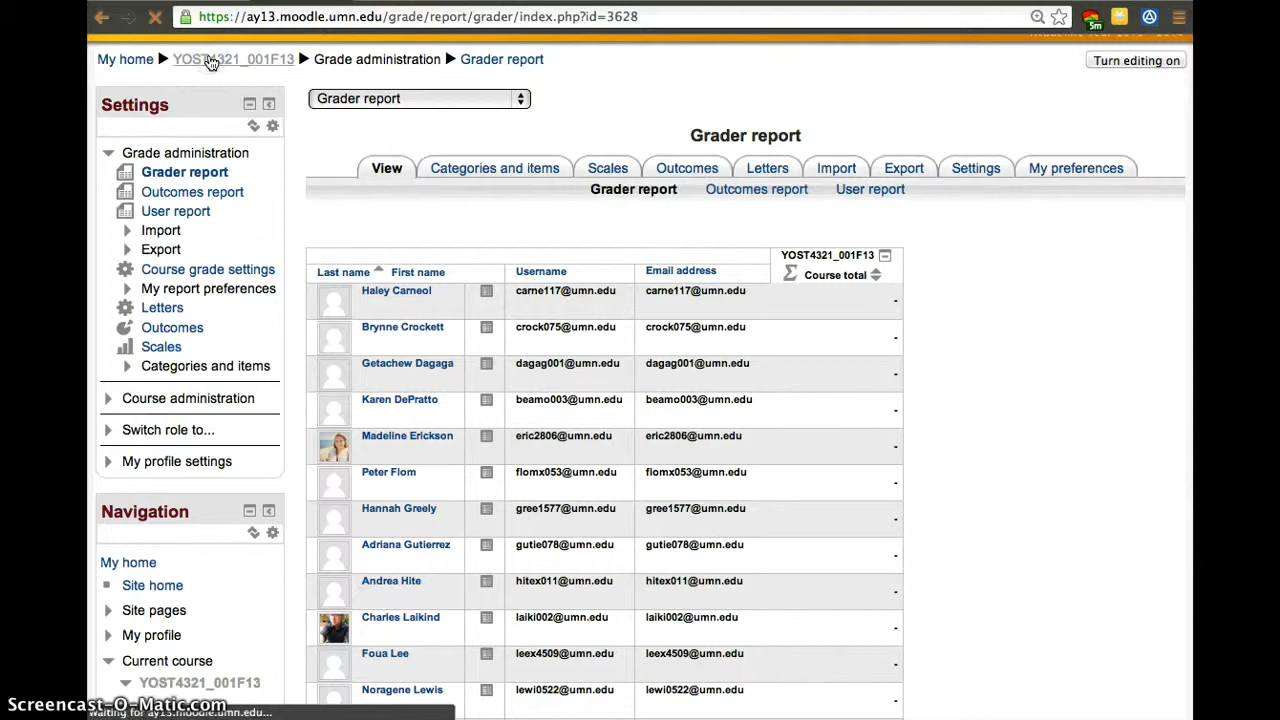 https://ay13.moodle.umn.edu/grade/report/grader/index.php?id=3628
5m
My home YOST4321_001F13 Grade administration Grader report
Turn editing on
Settings
Grade administration
Grader report
Outcomes report
User report
Import
Export
Course grade settings
My report preferences
Letters
Outcomes
Scales
Categories and items
Course administration
Switch role to...
My profile settings
Navigation
My home
Site home
Site pages
My profile
Current course
YOST4321_001F13
Grader report
Grader report
View Categories and items Scales Outcomes Letters Import Export Settings My preferences
Grader report Outcomes report User report
YOST4321_001F13
Last name First name Username Email address Σ Course total
Haley Carneol carne117@umn.edu carne117@umn.edu -
Brynne Crockett crock075@umn.edu crock075@umn.edu -
Getachew Dagaga dagag001@umn.edu dagag001@umn.edu -
Karen DePratto beamo003@umn.edu beamo003@umn.edu -
Madeline Erickson eric2806@umn.edu eric2806@umn.edu -
Peter Flom flomx053@umn.edu flomx053@umn.edu -
Hannah Greely gree1577@umn.edu gree1577@umn.edu -
Adriana Gutierrez gutie078@umn.edu gutie078@umn.edu -
Andrea Hite hitex011@umn.edu hitex011@umn.edu -
Charles Laikind laiki002@umn.edu laiki002@umn.edu -
Foua Lee leex4509@umn.edu leex4509@umn.edu -
Noragene Lewis lewi0522@umn.edu lewi0522@umn.edu
Screencast-O-Matic.com
Waiting for ay13.moodle.umn.edu...